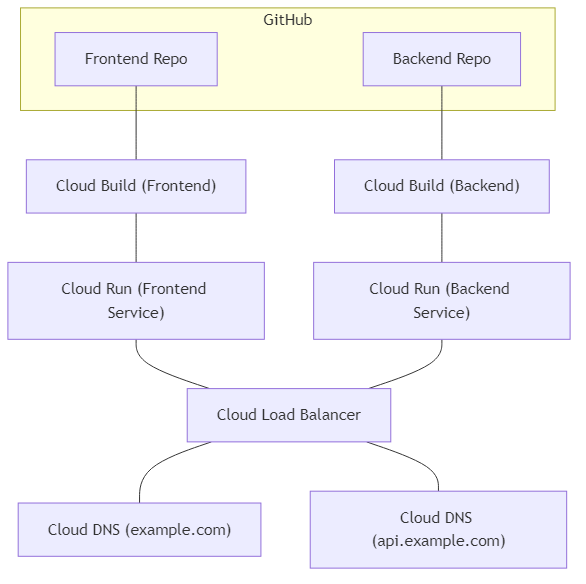 GitHub
Frontend Repo
Backend Repo
Cloud Build (Frontend)
Cloud Build (Backend)
Cloud Run (Frontend
Service)
Cloud Run (Backend
Service)
Cloud Load Balancer
Cloud DNS (example.com)
Cloud DNS
(api.example.com)